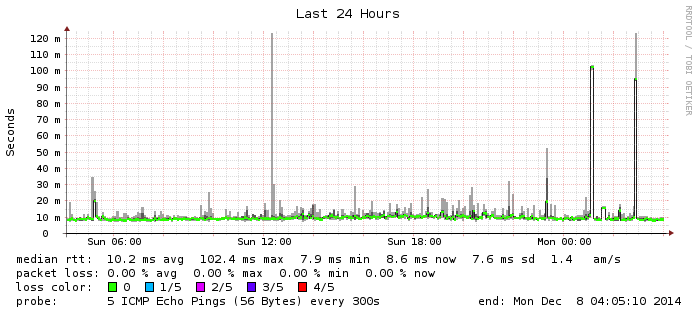 Last 24 Hours
RRDTOOL / TOBI OETIKER
Seconds
120 m
110 m
100 m
90 m
80 m
70 m
60 m
50 m
40 m
30 m
20 m
10 m
0
Sun 06:00 Sun 12:00 Sun 18:00 Mon 00:00
median rtt: 10.2 ms avg 102.4 ms max 7.9 ms min 8.6 ms now 7.6 ms sd 1.4 am/s
packet loss: 0.00 % avg 0.00 % max 0.00 % min 0.00 % now
loss color: 0 1/5 2/5 3/5 4/5
probe: 5 ICMP Echo Pings (56 Bytes) every 300s end: Mon Dec 8 04:05:10 2014